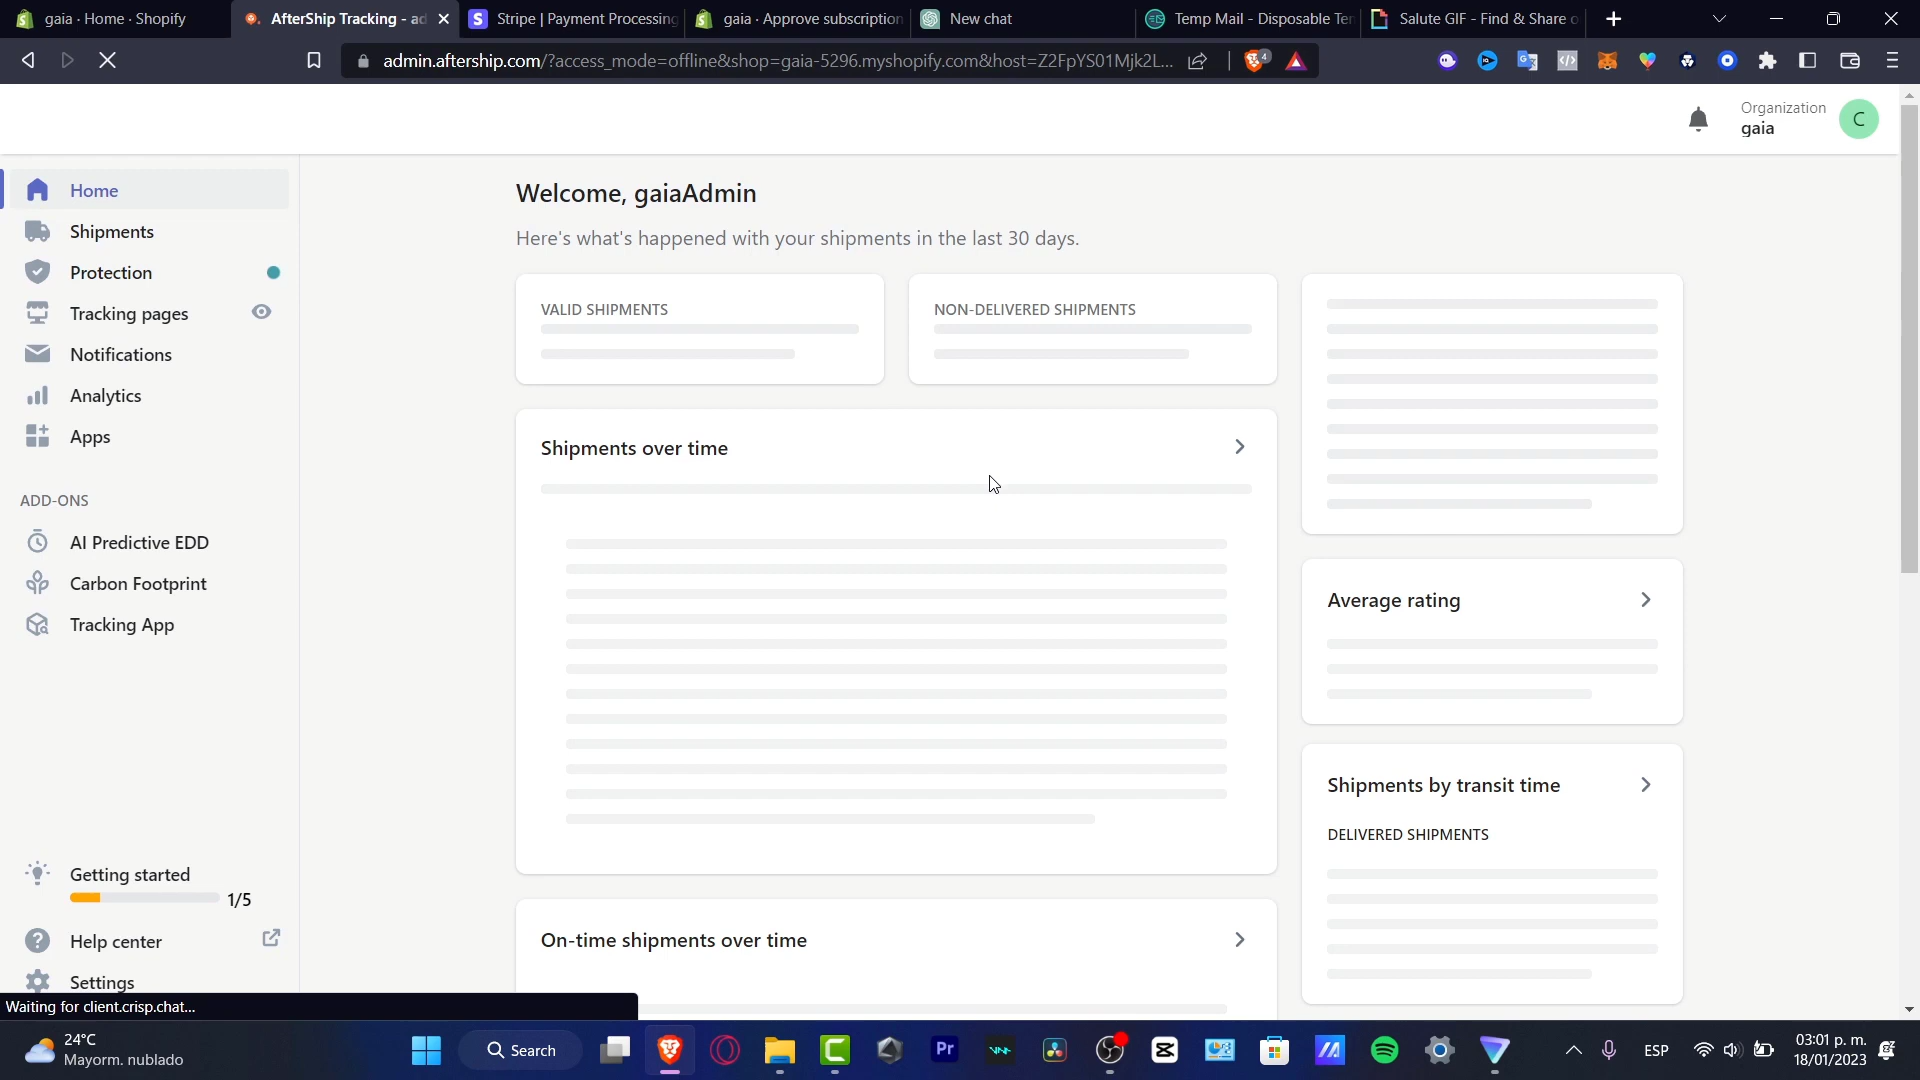 gaia · Home · Shopify
AfterShip Tracking - ad
Stripe | Payment Processing
gaia · Approve subscription
New chat
Temp Mail - Disposable Ten
Salute GIF - Find & Share o
admin.aftership.com/?access_mode=offline&shop=gaia-5296.myshopify.com&host=Z2FpYS01Mjk2L...
4
Organization
gaia
C
Home
Shipments
Protection
Tracking pages
Notifications
Analytics
Apps
ADD-ONS
AI Predictive EDD
Carbon Footprint
Tracking App
Getting started
1/5
Help center
Settings
Waiting for client.crisp.chat...
Welcome, gaiaAdmin
Here's what's happened with your shipments in the last 30 days.
VALID SHIPMENTS
NON-DELIVERED SHIPMENTS
Shipments over time
On-time shipments over time
Average rating
Shipments by transit time
DELIVERED SHIPMENTS
24°C
Mayorm. nublado
Search
Pr
ESP
03:01 p. m.
18/01/2023